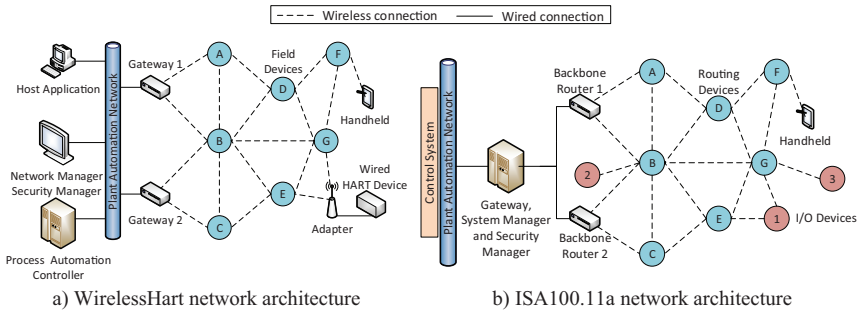 Wireless connection Wired connection
Host Application
Network Manager
Security Manager
Process Automation
Controller
Plant Automation Network
Gateway 1
Gateway 2
A
B
C
Field
Devices
D
E
F
G
Handheld
Wired
HART Device
Adapter
a) WirelessHart network architecture
Control System
Plant Automation Network
Gateway,
System Manager
and Security
Manager
Backbone
Router 1
Backbone
Router 2
A
B
C
2
Routing
Devices
D
E
F
G
Handheld
3
1
I/O Devices
b) ISA100.11a network architecture